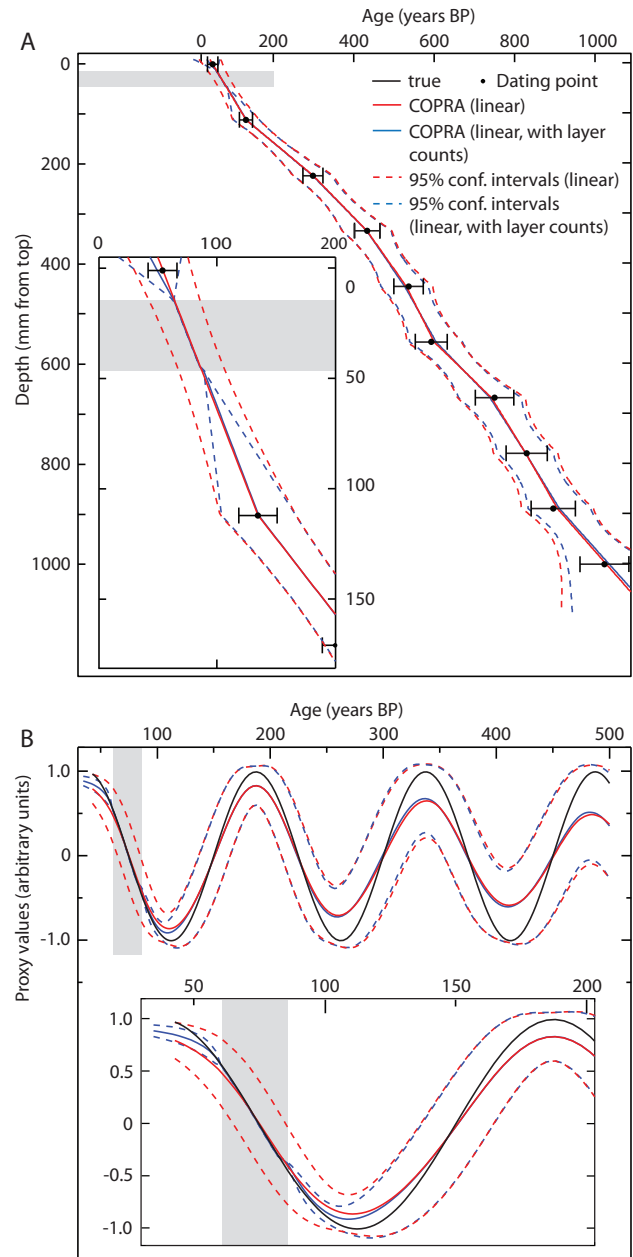 Age (years BP)
A
0 0 200 400 600 800 1000
true Dating point
COPRA (linear)
COPRA (linear, with layer
counts)
95% conf. intervals (linear)
95% conf. intervals
(linear, with layer counts)
0
200
400
600
800
1000
Depth (mm from top)
0 100 200
0
50
100
150
Age (years BP)
B
100 200 300 400 500
1.0
0
-1.0
Proxy values (arbitrary units)
50 100 150 200
1.0
0.5
0
-0.5
-1.0